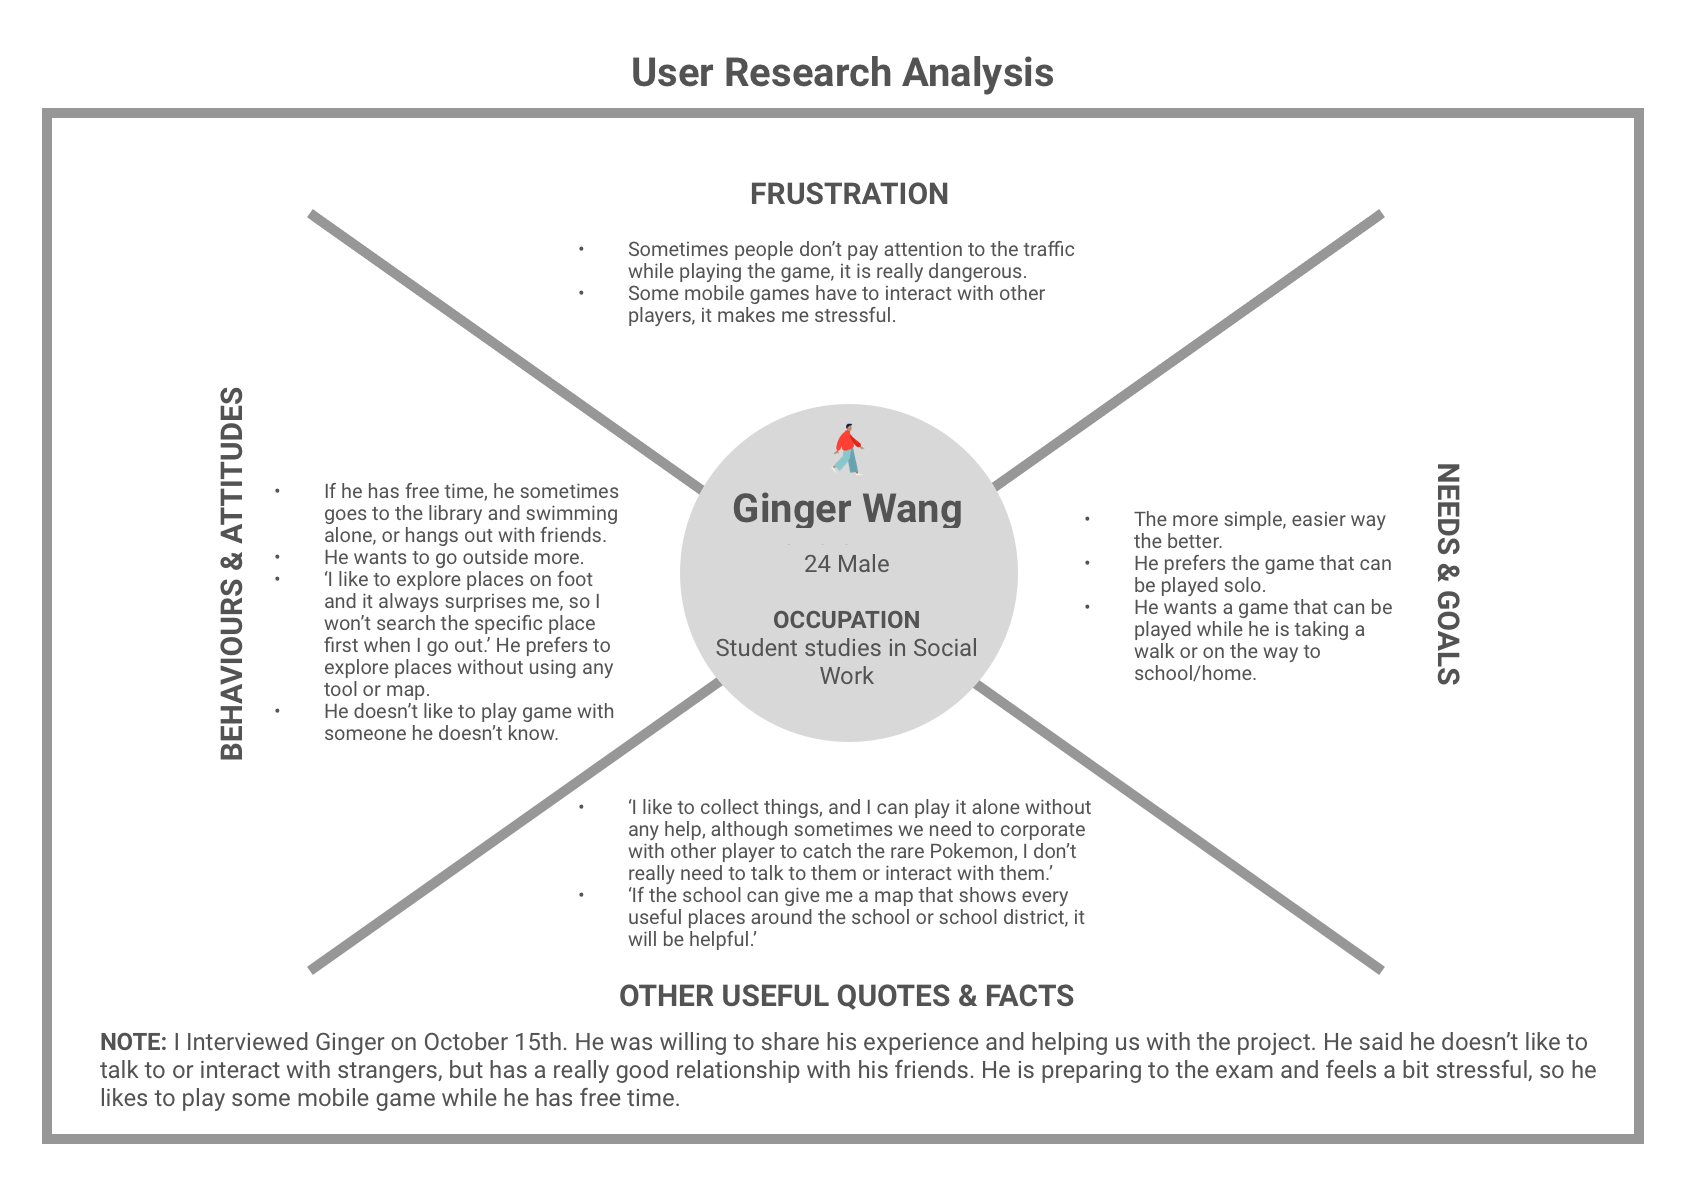 User Research Analysis
FRUSTRATION
• Sometimes people don’t pay attention to the traffic
while playing the game, it is really dangerous.
• Some mobile games have to interact with other
players, it makes me stressful.
BEHAVIOURS & ATTITUDES
• If he has free time, he sometimes
goes to the library and swimming
alone, or hangs out with friends.
• He wants to go outside more.
• ‘I like to explore places on foot
and it always surprises me, so I
won’t search the specific place
first when I go out.’ He prefers to
explore places without using any
tool or map.
• He doesn’t like to play game with
someone he doesn’t know.
Ginger Wang
24 Male
OCCUPATION
Student studies in Social
Work
• The more simple, easier way
the better.
• He prefers the game that can
be played solo.
• He wants a game that can be
played while he is taking a
walk or on the way to
school/home.
NEEDS & GOALS
• ‘I like to collect things, and I can play it alone without
any help, although sometimes we need to corporate
with other player to catch the rare Pokemon, I don’t
really need to talk to them or interact with them.’
• ‘If the school can give me a map that shows every
useful places around the school or school district, it
will be helpful.’
OTHER USEFUL QUOTES & FACTS
NOTE: I Interviewed Ginger on October 15th. He was willing to share his experience and helping us with the project. He said he doesn’t like to
talk to or interact with strangers, but has a really good relationship with his friends. He is preparing to the exam and feels a bit stressful, so he
likes to play some mobile game while he has free time.